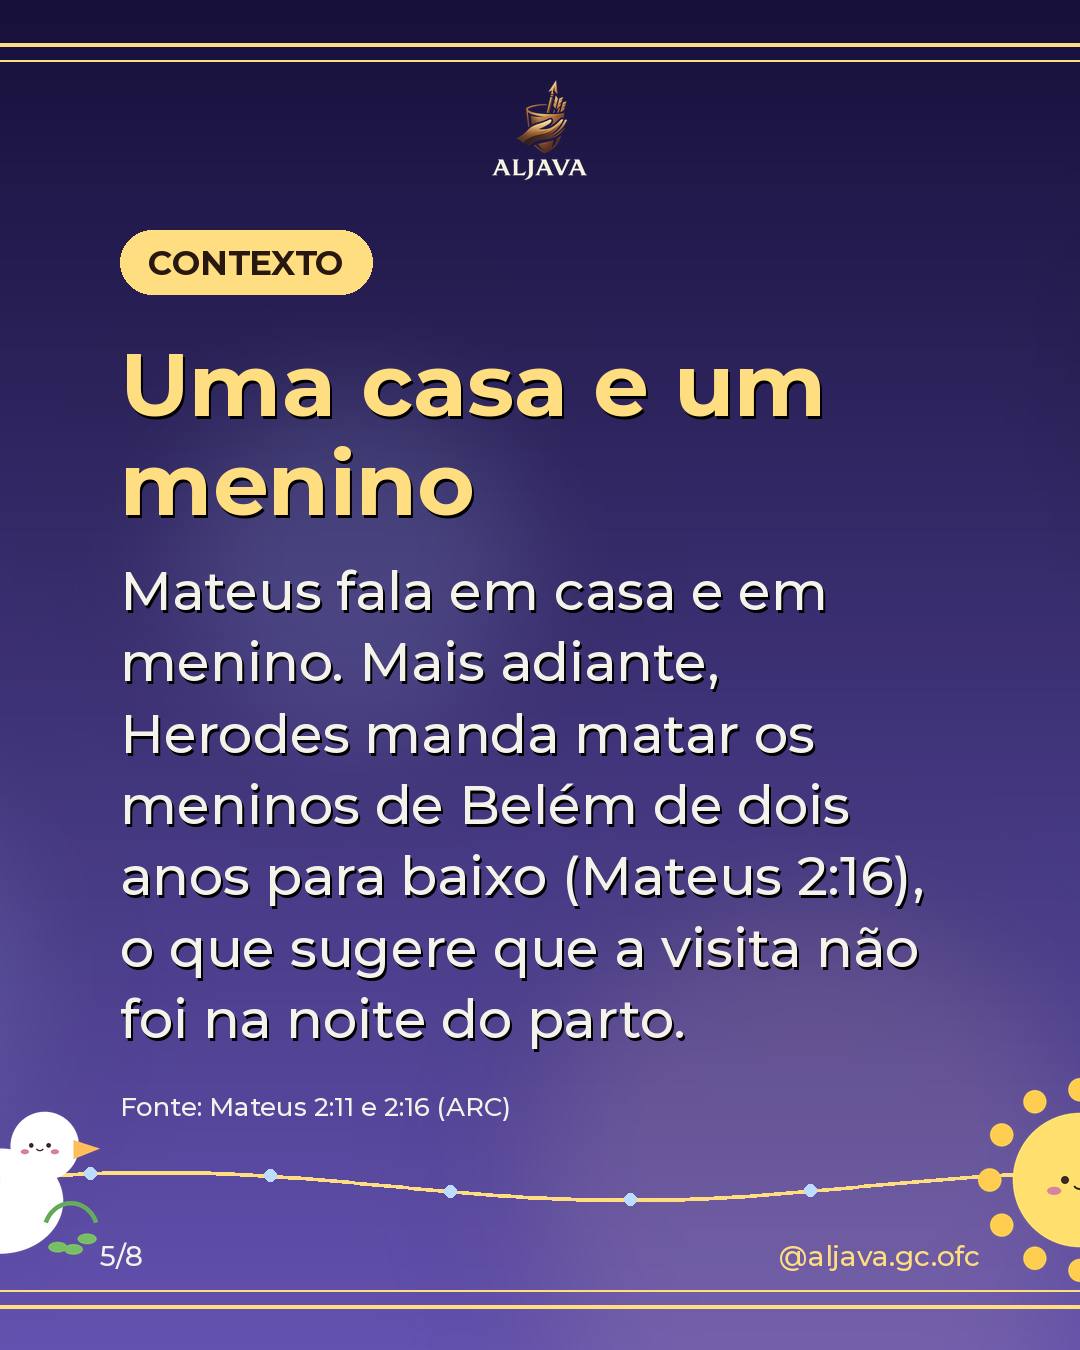 ALJAVA
CONTEXTO
Uma casa e um
menino
Mateus fala em casa e em
menino. Mais adiante,
Herodes manda matar os
meninos de Belém de dois
anos para baixo (Mateus 2:16),
o que sugere que a visita não
foi na noite do parto.
Fonte: Mateus 2:11 e 2:16 (ARC)
5/8
@aljava.gc.ofc